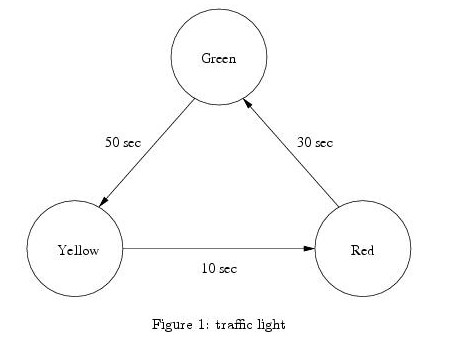 Green
50 sec
30 sec
Yellow
Red
10 sec
Figure 1: traffic light